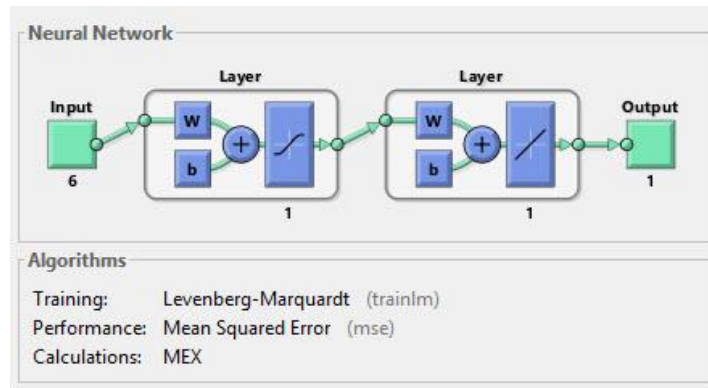 Neural Network
Layer Layer
Input Output
W W
b b
6 1 1 1
Algorithms
Training: Levenberg-Marquardt (trainlm)
Performance: Mean Squared Error (mse)
Calculations: MEX